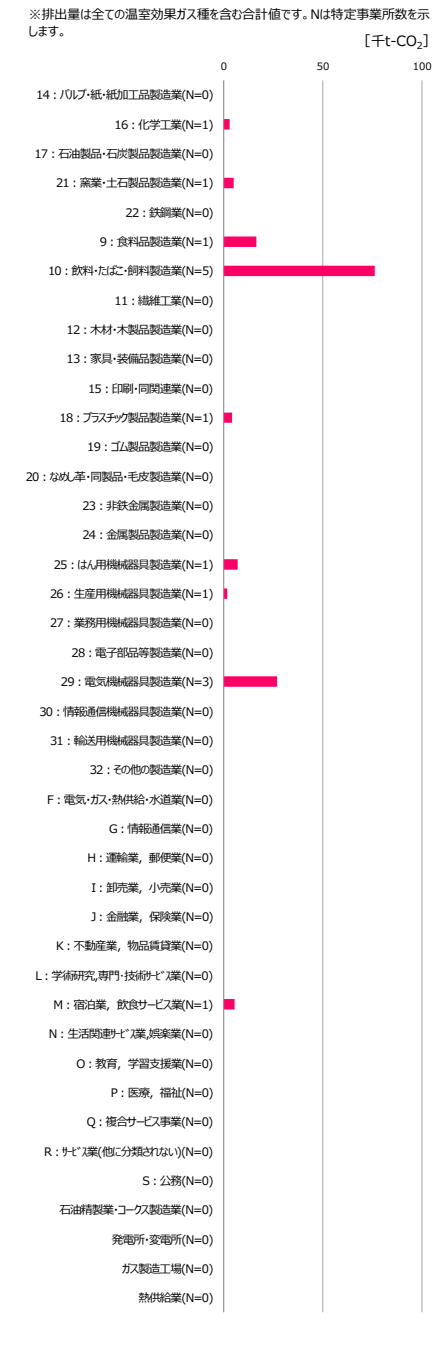 ※排出量は全ての温室効果ガス種を含む合計値です。Nは特定事業所数を示
します。
[千t-CO₂]
0 50 100
14：パルプ・紙・紙加工品製造業(N=0)
16：化学工業(N=1)
17：石油製品・石炭製品製造業(N=0)
21：窯業・土石製品製造業(N=1)
22：鉄鋼業(N=0)
9：食料品製造業(N=1)
10：飲料・たばこ・飼料製造業(N=5)
11：繊維工業(N=0)
12：木材・木製品製造業(N=0)
13：家具・装備品製造業(N=0)
15：印刷・同関連業(N=0)
18：プラスチック製品製造業(N=1)
19：ゴム製品製造業(N=0)
20：なめし革・同製品・毛皮製造業(N=0)
23：非鉄金属製造業(N=0)
24：金属製品製造業(N=0)
25：はん用機械器具製造業(N=1)
26：生産用機械器具製造業(N=1)
27：業務用機械器具製造業(N=0)
28：電子部品等製造業(N=0)
29：電気機械器具製造業(N=3)
30：情報通信機械器具製造業(N=0)
31：輸送用機械器具製造業(N=0)
32：その他の製造業(N=0)
F：電気・ガス・熱供給・水道業(N=0)
G：情報通信業(N=0)
H：運輸業，郵便業(N=0)
I：卸売業，小売業(N=0)
J：金融業，保険業(N=0)
K：不動産業，物品賃貸業(N=0)
L：学術研究,専門・技術ｻｰﾋﾞｽ業(N=0)
M：宿泊業，飲食サービス業(N=1)
N：生活関連ｻｰﾋﾞｽ業,娯楽業(N=0)
O：教育，学習支援業(N=0)
P：医療，福祉(N=0)
Q：複合サービス事業(N=0)
R：ｻｰﾋﾞｽ業(他に分類されない)(N=0)
S：公務(N=0)
石油精製業・コークス製造業(N=0)
発電所・変電所(N=0)
ガス製造工場(N=0)
熱供給業(N=0)